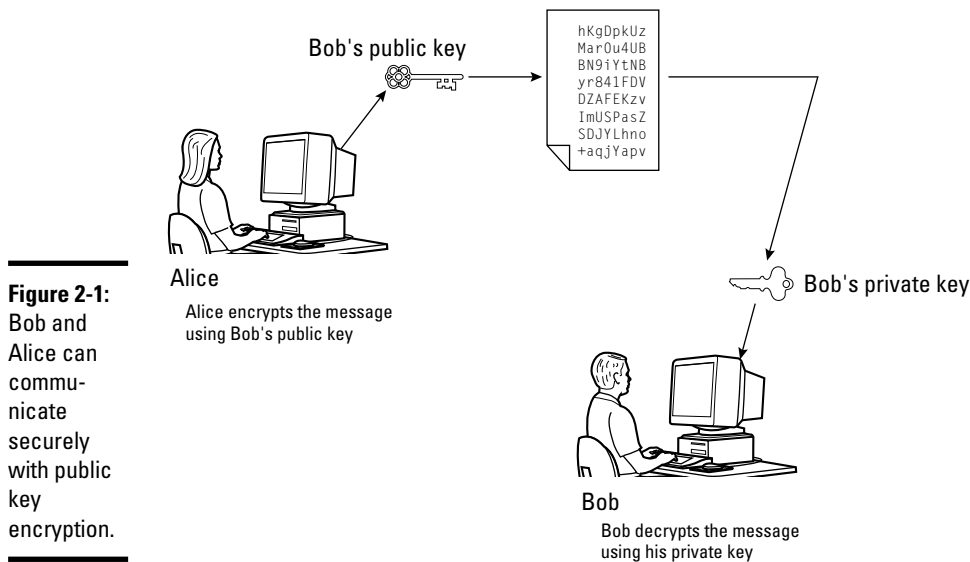 Bob's public key
hKgDpkUz
MarOu4UB
BN9iYtNB
yr841FDV
DZAFEKzv
ImUSPasZ
SDJYLhno
+aqjYapv
Alice
Alice encrypts the message
using Bob's public key
Bob's private key
Bob
Bob decrypts the message
using his private key
Figure 2-1:
Bob and
Alice can
commu-
nicate
securely
with public
key
encryption.